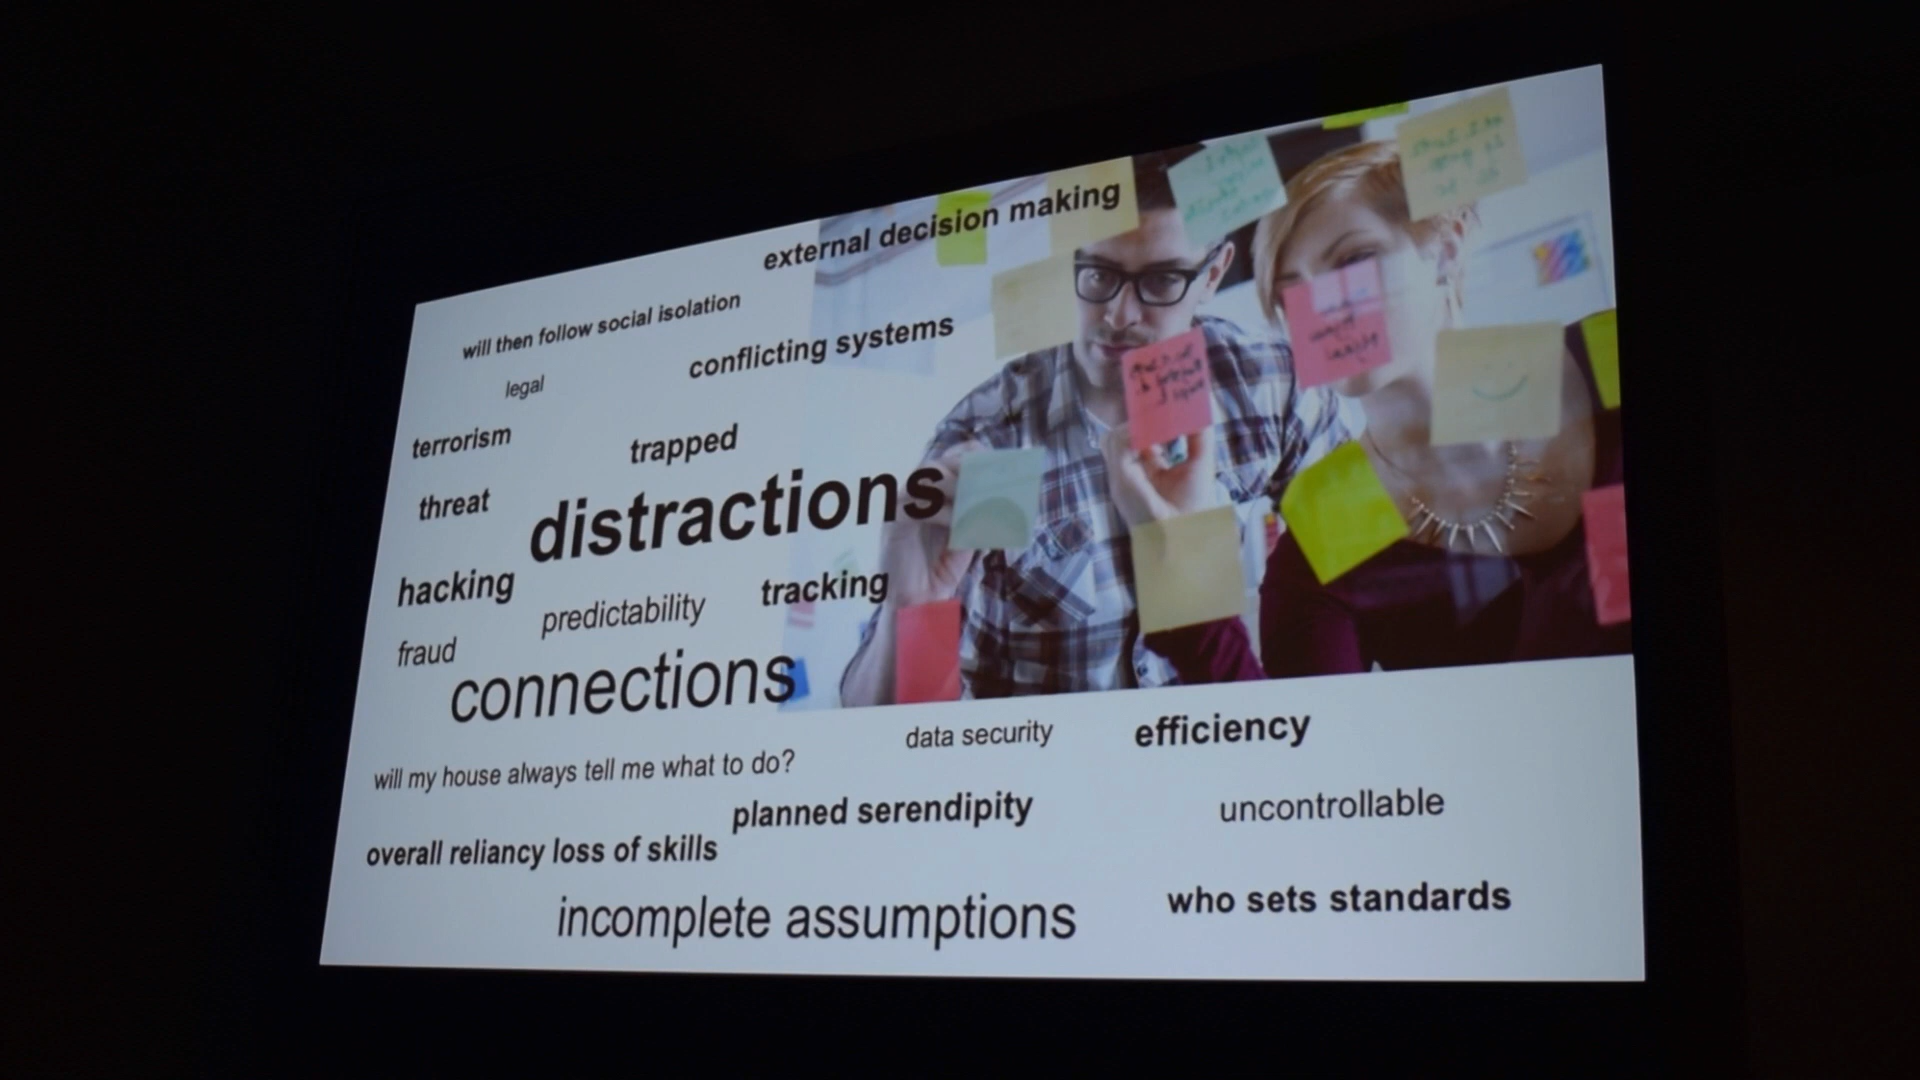 external decision making
will then follow social isolation
conflicting systems
legal
terrorism
trapped
threat
distractions
hacking
predictability
tracking
fraud
connections
data security
efficiency
will my house always tell me what to do?
planned serendipity
uncontrollable
overall reliancy loss of skills
incomplete assumptions
who sets standards